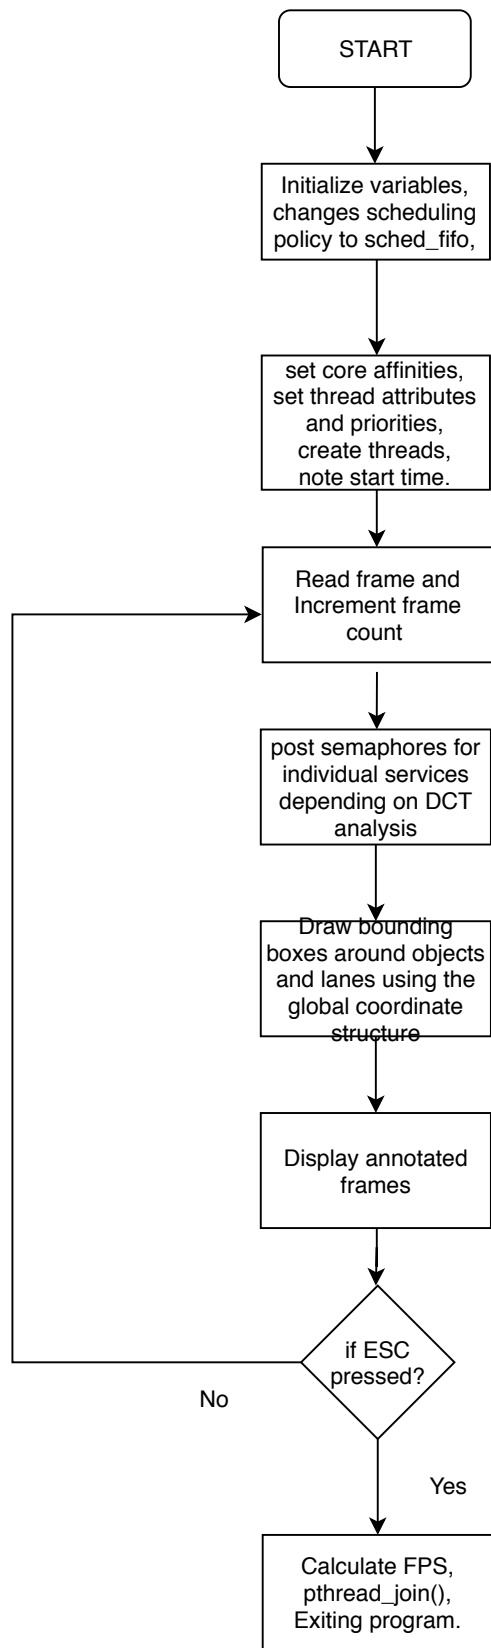 START
Initialize variables,
changes scheduling
policy to sched_fifo,
set core affinities,
set thread attributes
and priorities,
create threads,
note start time.
Read frame and
Increment frame
count
post semaphores for
individual services
depending on DCT
analysis
Draw bounding
boxes around objects
and lanes using the
global coordinate
structure
Display annotated
frames
if ESC
pressed?
No
Yes
Calculate FPS,
pthread_join(),
Exiting program.